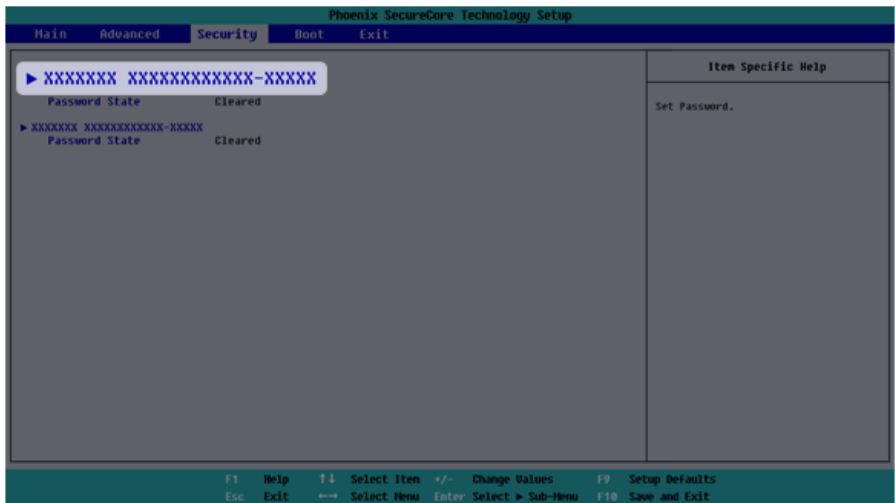 Phoenix SecureCore Technology Setup
Main Advanced Security Boot Exit
▶ XXXXXXX XXXXXXXXXXXX-XXXXX
Password State Cleared
▶ XXXXXXX XXXXXXXXXXXX-XXXXX
Password State Cleared
Item Specific Help
Set Password.
F1 Help ↑↓ Select Item +/- Change Values F9 Setup Defaults
Esc Exit ←→ Select Menu Enter Select ▶ Sub-Menu F10 Save and Exit